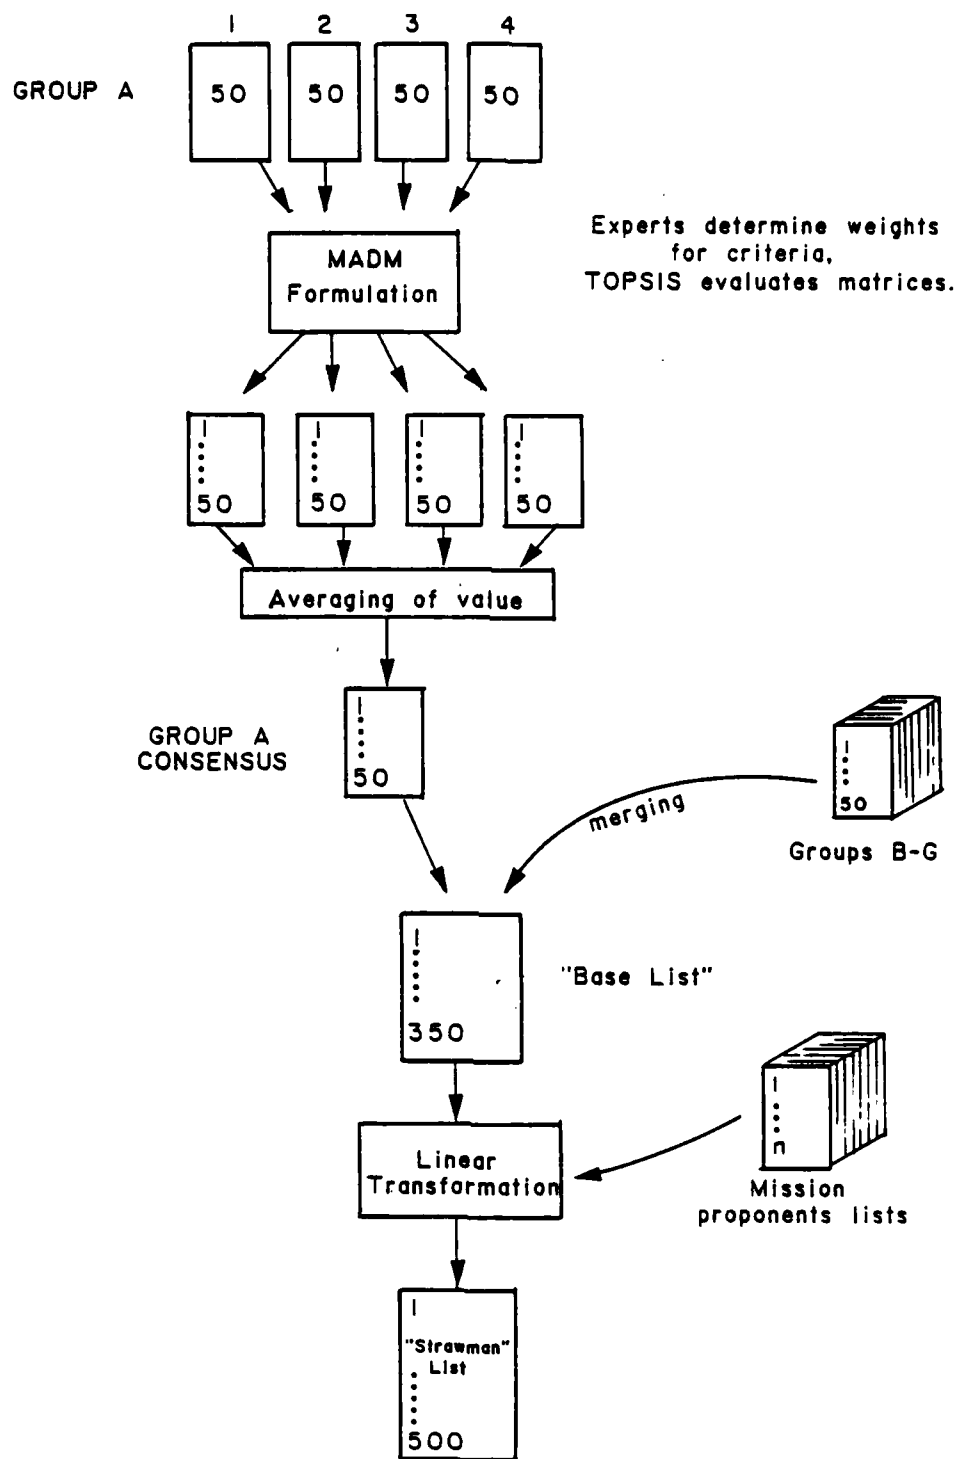 1 2 3 4
GROUP A
50 50 50 50
Experts determine weights
for criteria,
TOPSIS evaluates matrices.
MADM
Formulation
1 1 1 1
50 50 50 50
Averaging of value
GROUP A
CONSENSUS
1
50
merging
1
50
Groups B-G
1
350
"Base List"
Linear
Transformation
1
n
Mission
proponents lists
1
"Strawman"
List
500